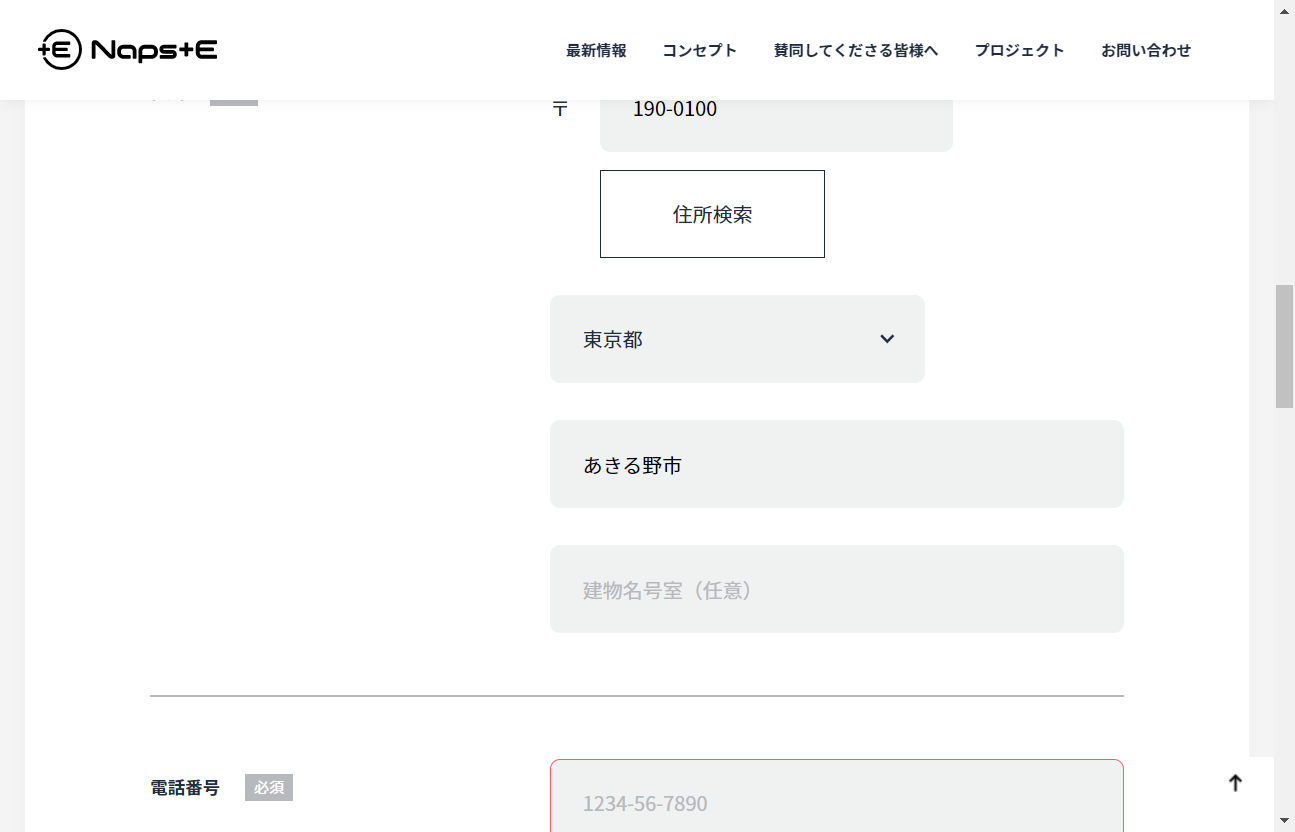 +E Naps+E
最新情報 コンセプト 賛同してくださる皆様へ プロジェクト お問い合わせ
〒 190-0100
住所検索
東京都
あきる野市
建物名号室（任意）
電話番号 必須
1234-56-7890